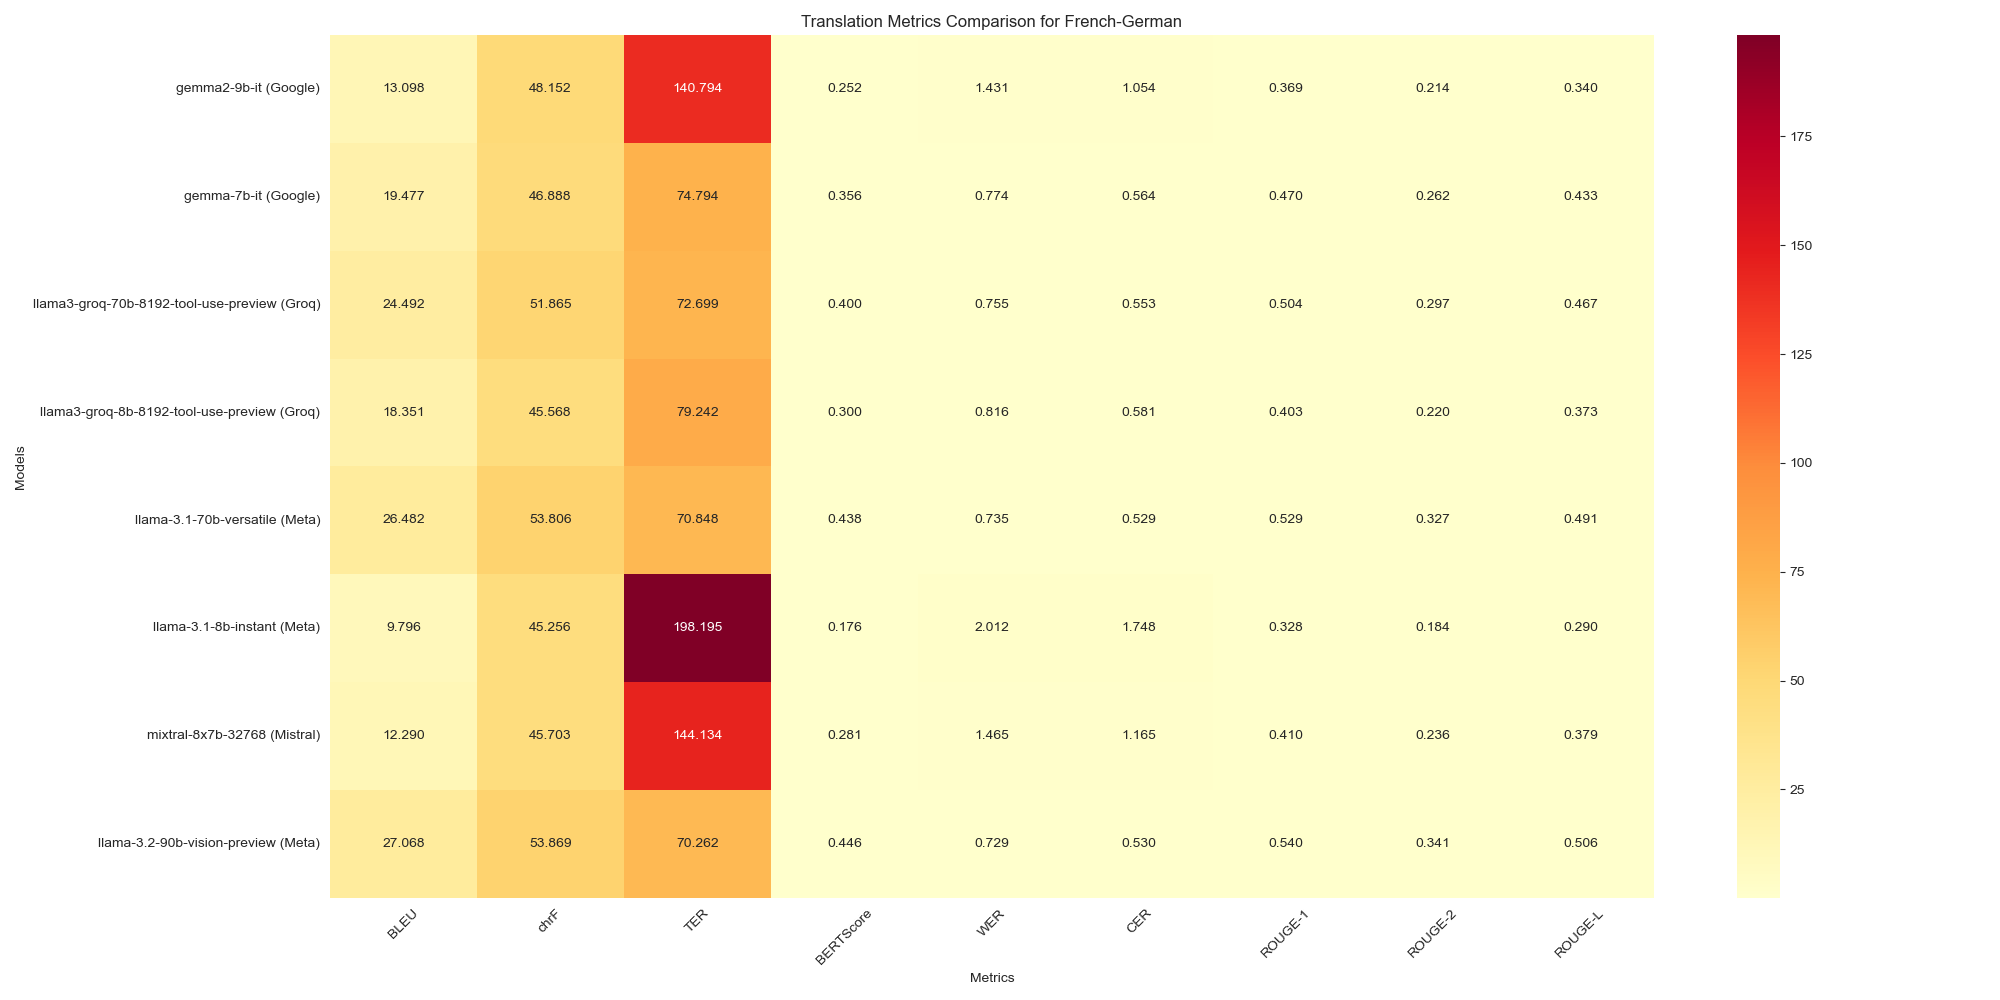 Translation Metrics Comparison for French-German
gemma2-9b-it (Google) 13.098 48.152 140.794 0.252 1.431 1.054 0.369 0.214 0.340
gemma-7b-it (Google) 19.477 46.888 74.794 0.356 0.774 0.564 0.470 0.262 0.433
llama3-groq-70b-8192-tool-use-preview (Groq) 24.492 51.865 72.699 0.400 0.755 0.553 0.504 0.297 0.467
llama3-groq-8b-8192-tool-use-preview (Groq) 18.351 45.568 79.242 0.300 0.816 0.581 0.403 0.220 0.373
llama-3.1-70b-versatile (Meta) 26.482 53.806 70.848 0.438 0.735 0.529 0.529 0.327 0.491
llama-3.1-8b-instant (Meta) 9.796 45.256 198.195 0.176 2.012 1.748 0.328 0.184 0.290
mixtral-8x7b-32768 (Mistral) 12.290 45.703 144.134 0.281 1.465 1.165 0.410 0.236 0.379
llama-3.2-90b-vision-preview (Meta) 27.068 53.869 70.262 0.446 0.729 0.530 0.540 0.341 0.506
BLEU chrF TER BERTScore WER CER ROUGE-1 ROUGE-2 ROUGE-L
Metrics
Models
175
150
125
100
75
50
25